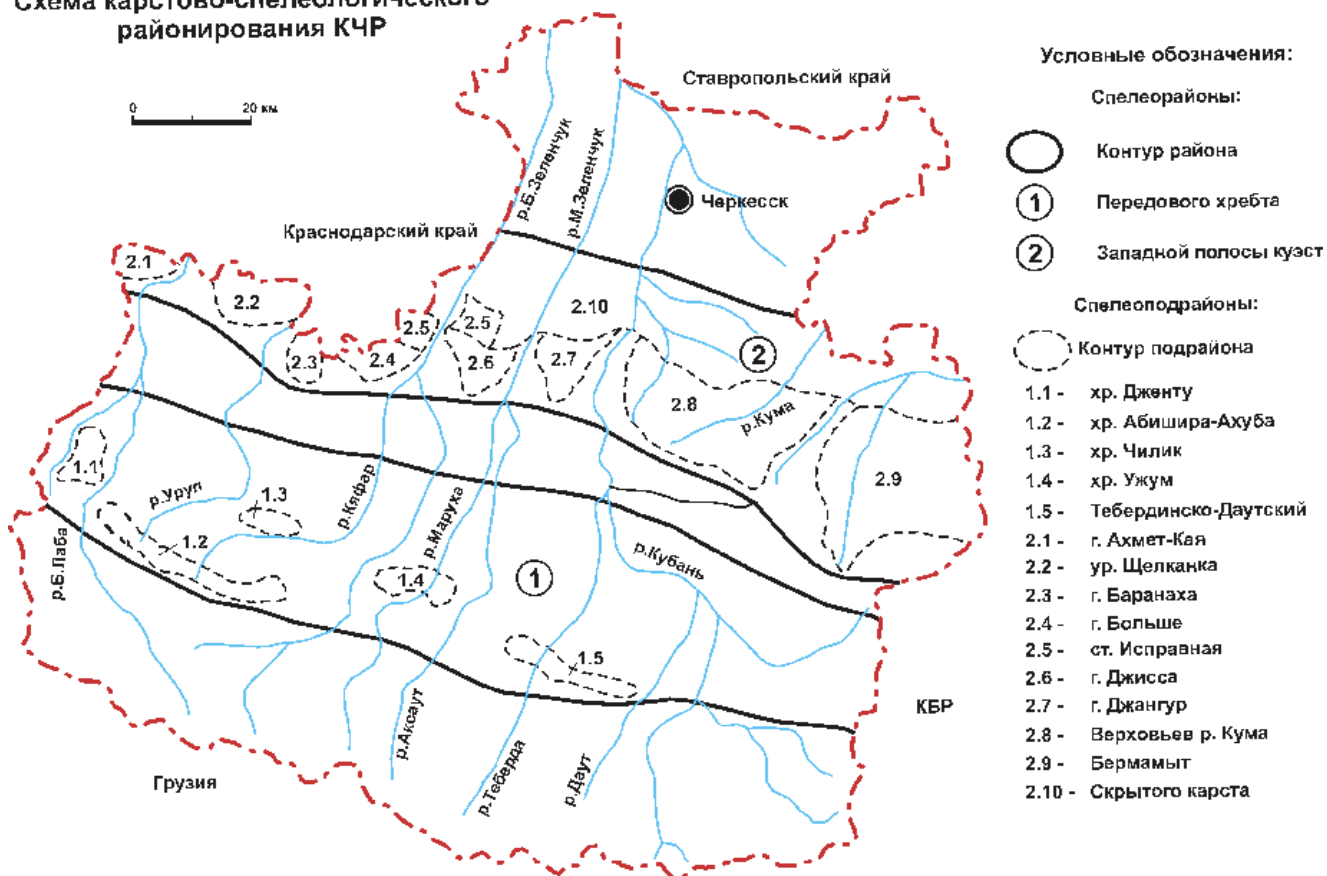 Схема карстово-спелеологического
районирования КЧР
0 20 км
Ставропольский край
Краснодарский край
Черкесск
р.Б.Зеленчук
р.М.Зеленчук
2.1
2.2
2.3
2.4
2.5
2.5
2.6
2.7
2.10
2
2.8
р.Кума
2.9
1.1
р.Уруп
1.3
1.2
р.Кяфар
р.Маруха
1.4
1
р.Кубань
р.Б.Лаба
1.5
р.Аксаут
р.Теберда
р.Даут
Грузия
КБР
Условные обозначения:
Спелеорайоны:
Контур района
1 Передового хребта
2 Западной полосы куэст
Спелеоподрайоны:
Контур подрайона
1.1 - хр. Дженту
1.2 - хр. Абишира-Ахуба
1.3 - хр. Чилик
1.4 - хр. Ужум
1.5 - Тебердинско-Даутский
2.1 - г. Ахмет-Кая
2.2 - ур. Щелканка
2.3 - г. Баранаха
2.4 - г. Больше
2.5 - ст. Исправная
2.6 - г. Джисса
2.7 - г. Джангур
2.8 - Верховьев р. Кума
2.9 - Бермамыт
2.10 - Скрытого карста